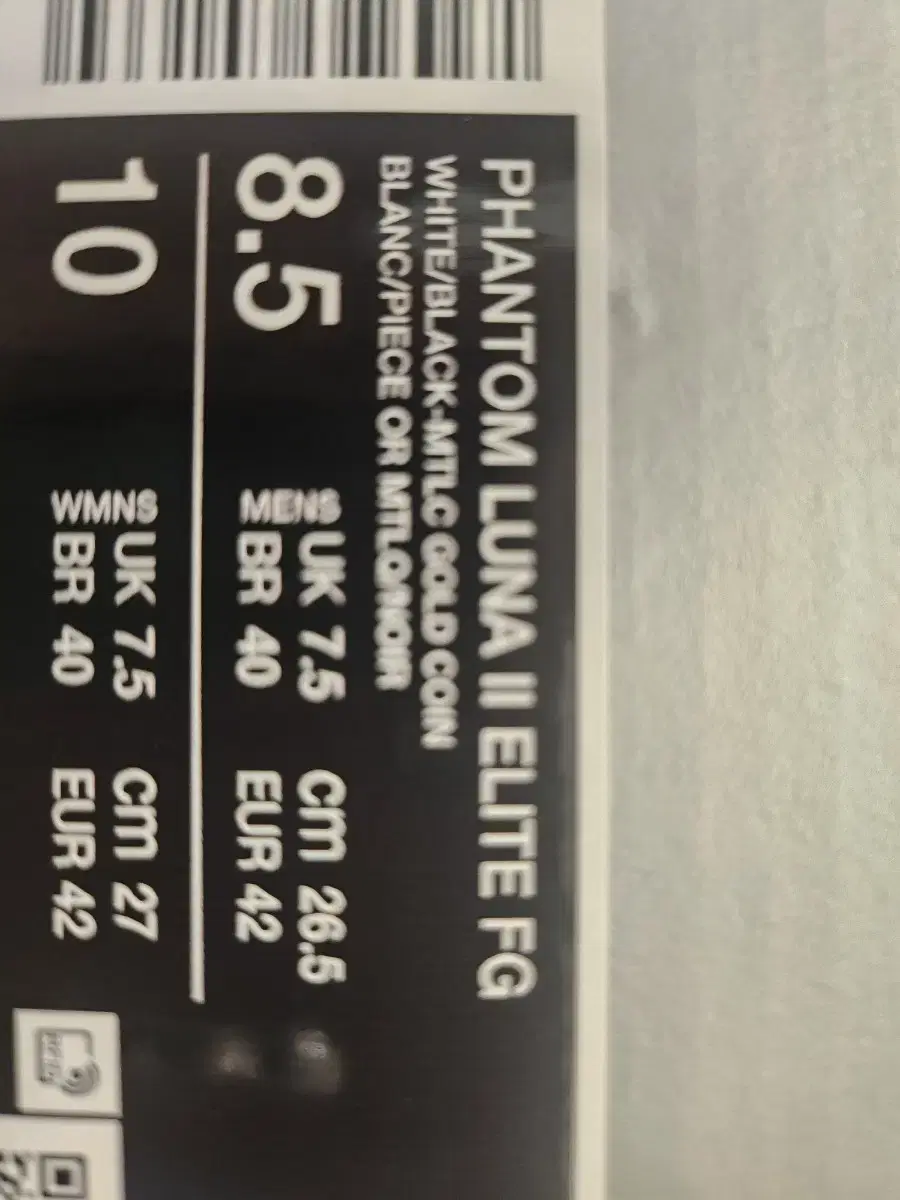 PHANTOM LUNA II ELITE FG
WHITE/BLACK-MTLC GOLD COIN
BLANC/PIECE OR MTLO/NOIR
8.5
MENS
UK 7.5 cm 26.5
BR 40 EUR 42
10
WMNS
UK 7.5 cm 27
BR 40 EUR 42